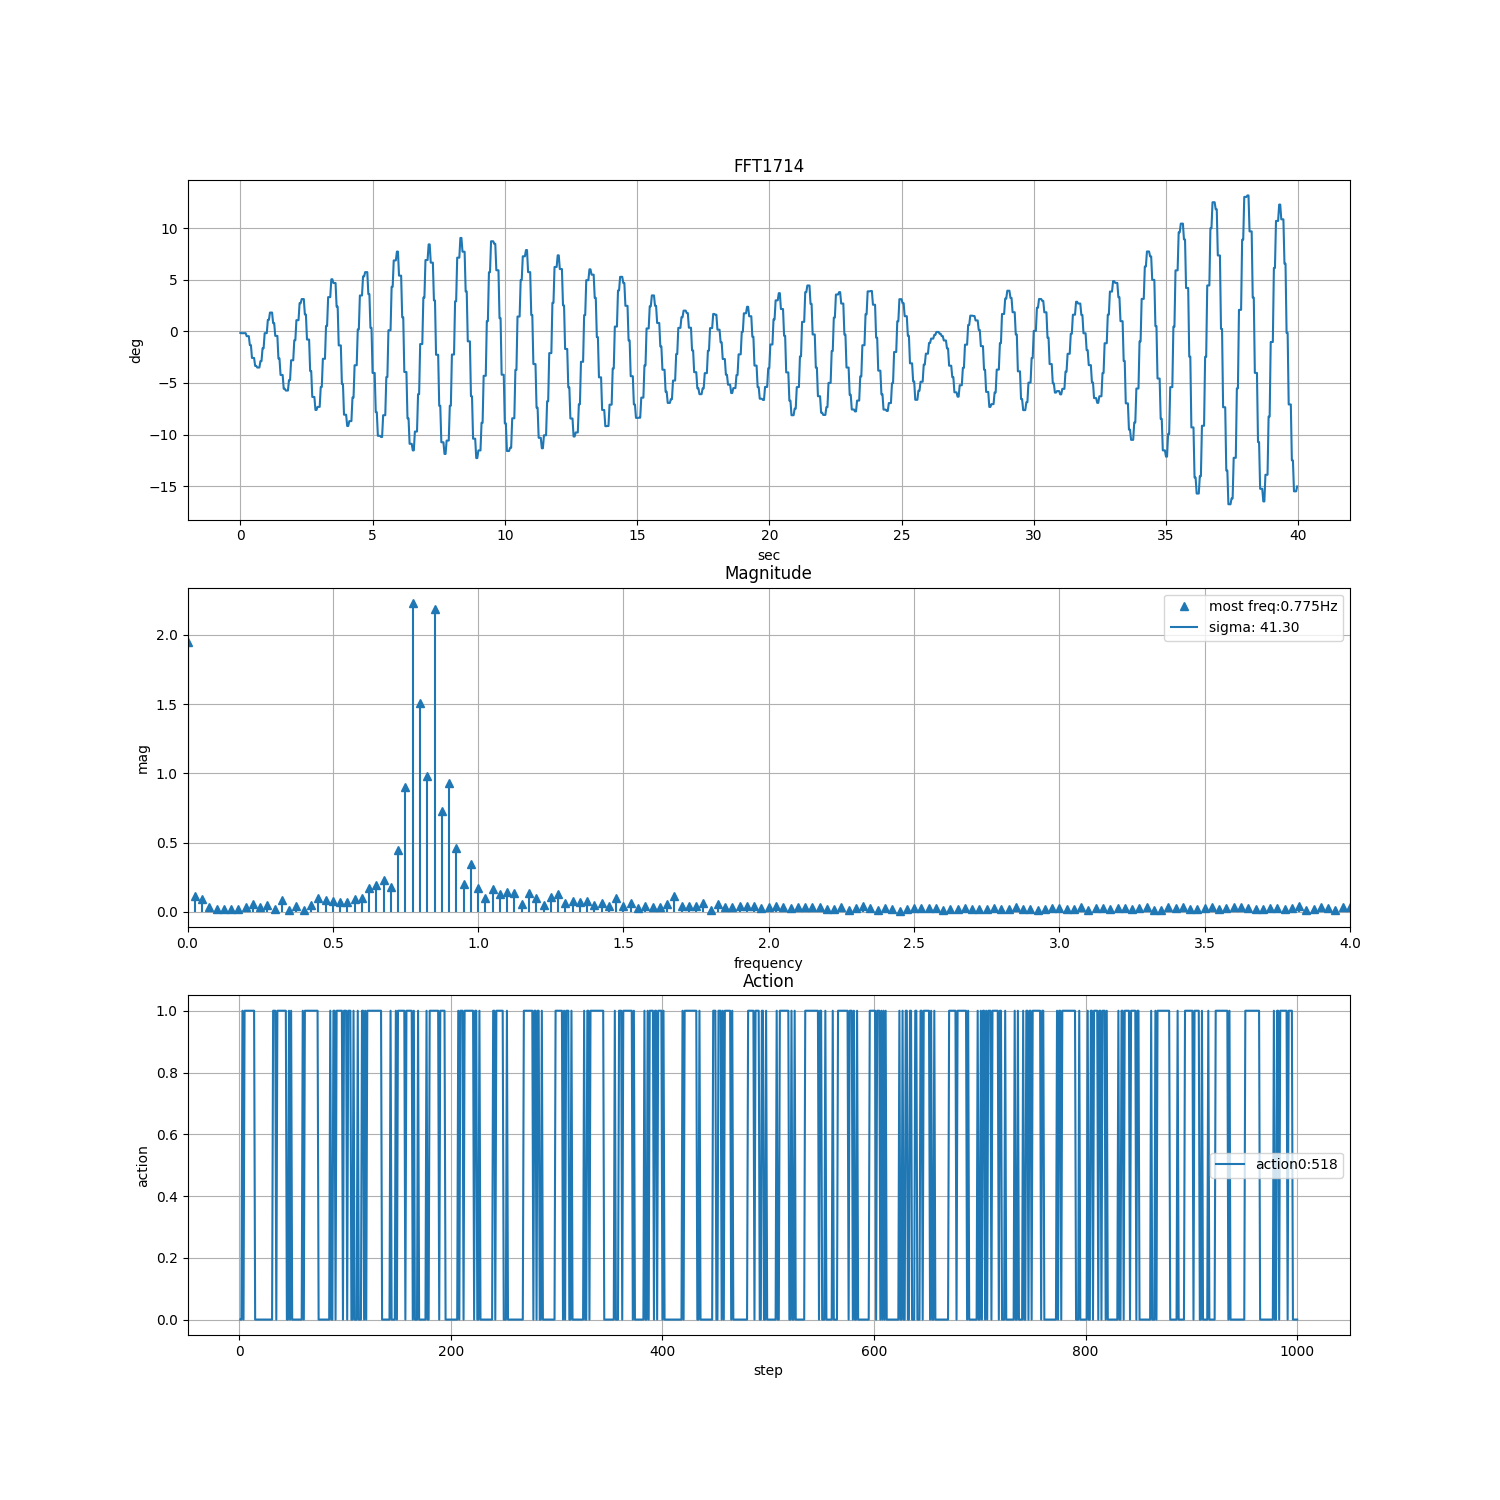 FFT1714
10
5
0
−5
−10
−15
deg
0 5 10 15 20 25 30 35 40
sec
Magnitude
most freq:0.775Hz
sigma: 41.30
2.0
1.5
1.0
0.5
0.0
mag
0.0 0.5 1.0 1.5 2.0 2.5 3.0 3.5 4.0
frequency
Action
1.0
0.8
0.6
0.4
0.2
0.0
action
action0:518
0 200 400 600 800 1000
step